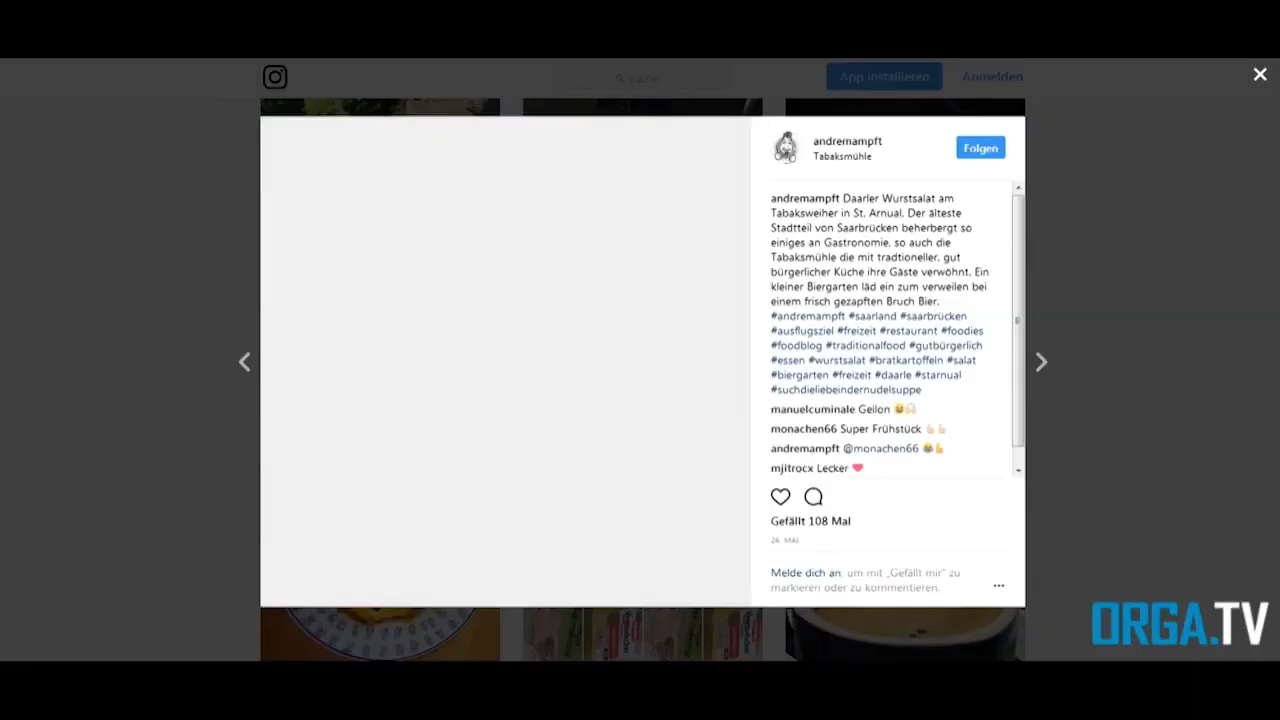 Suchen
App installieren
Anmelden
andremampft
Tabaksmühle
Folgen
andremampft Daarler Wurstsalat am
Tabaksweiher in St. Arnual. Der älteste
Stadtteil von Saarbrücken beherbergt so
einiges an Gastronomie, so auch die
Tabaksmühle die mit tradtioneller, gut
bürgerlicher Küche ihre Gäste verwöhnt. Ein
kleiner Biergarten läd ein zum verweilen bei
einem frisch gezapften Bruch Bier.
#andremampft #saarland #saarbrücken
#ausflugsziel #freizeit #restaurant #foodies
#foodblog #traditionalfood #gutbürgerlich
#essen #wurstsalat #bratkartoffeln #salat
#biergarten #freizeit #daarle #starnual
#suchdieliebeindernudelsuppe
manuelcuminale Geilon
monachen66 Super Frühstück
andremampft @monachen66
mjitrocx Lecker
Gefällt 108 Mal
24. MAI
Melde dich an, um mit „Gefällt mir“ zu
markieren oder zu kommentieren.
ORGA.TV